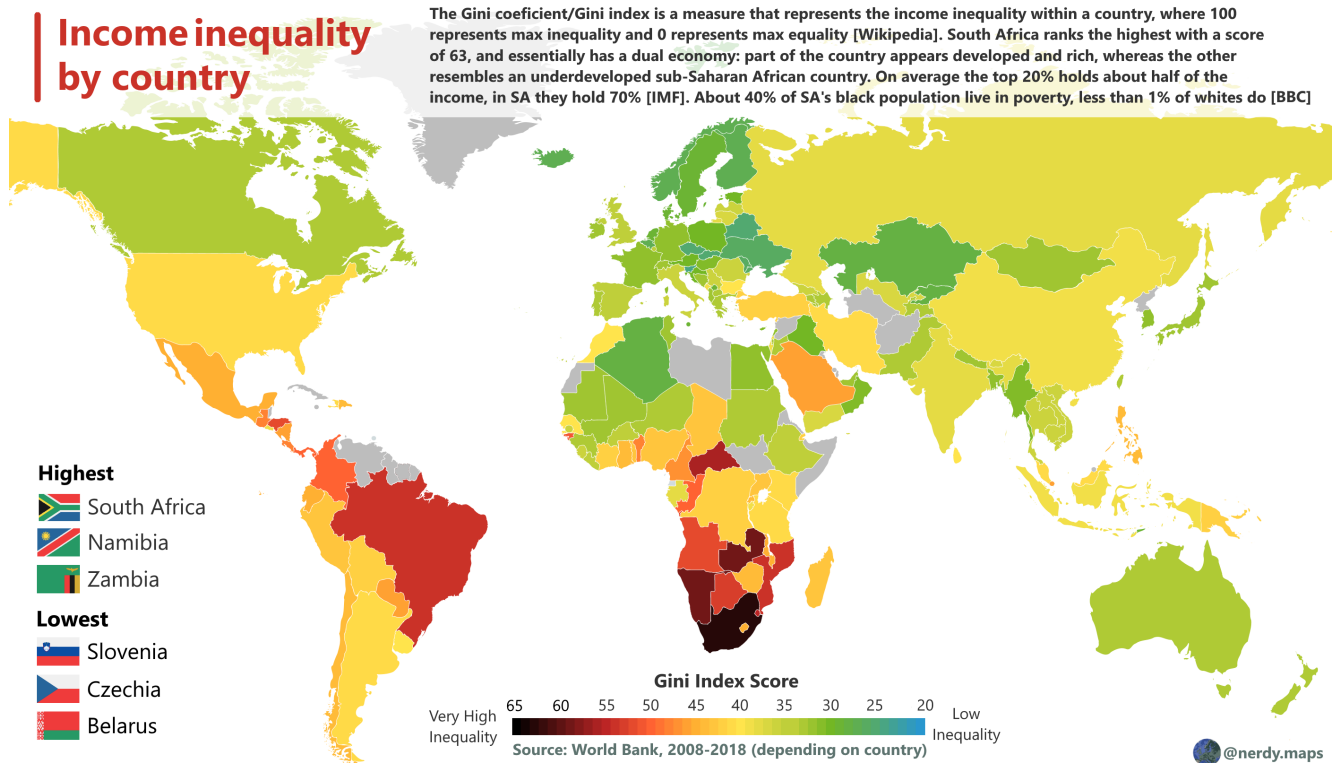 Income inequality
by country
The Gini coeficient/Gini index is a measure that represents the income inequality within a country, where 100
represents max inequality and 0 represents max equality [Wikipedia]. South Africa ranks the highest with a score
of 63, and essentially has a dual economy: part of the country appears developed and rich, whereas the other
resembles an underdeveloped sub-Saharan African country. On average the top 20% holds about half of the
income, in SA they hold 70% [IMF]. About 40% of SA's black population live in poverty, less than 1% of whites do [BBC]
Highest
South Africa
Namibia
Zambia
Lowest
Slovenia
Czechia
Belarus
Gini Index Score
65 60 55 50 45 40 35 30 25 20
Very High
Inequality
Low
Inequality
Source: World Bank, 2008-2018 (depending on country)
@nerdy.maps